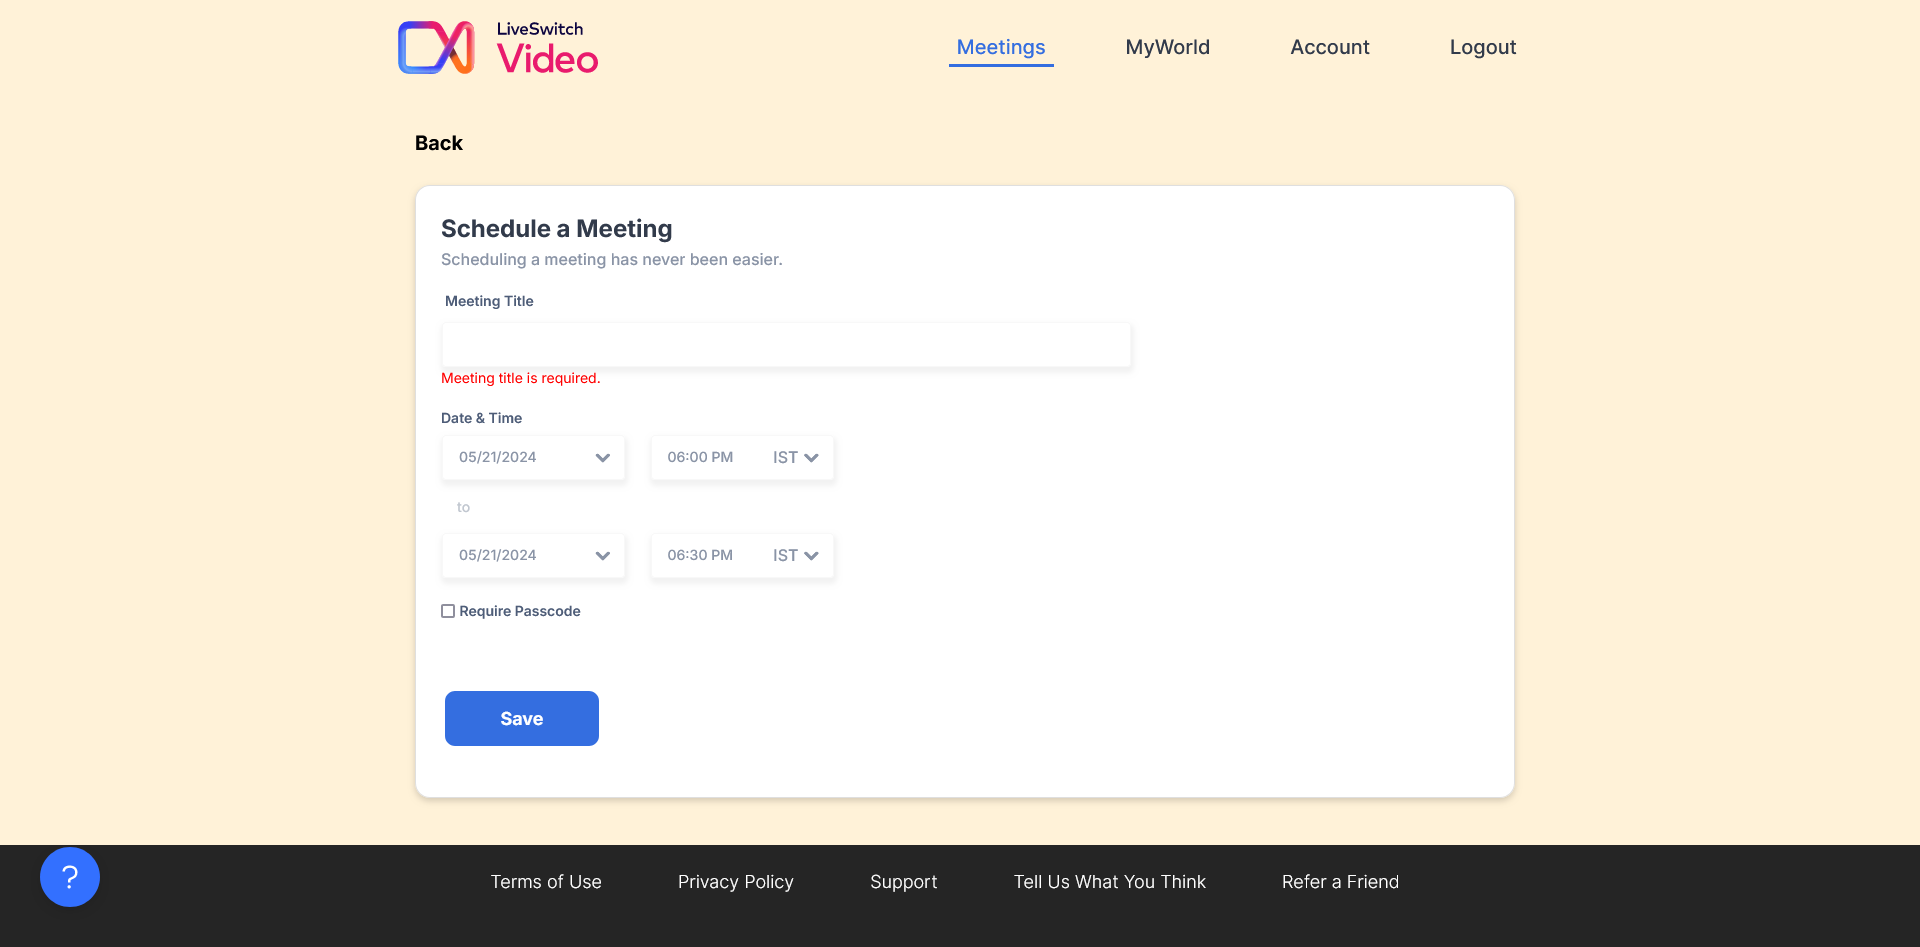 LiveSwitch
Video
Meetings
MyWorld
Account
Logout
Back
Schedule a Meeting
Scheduling a meeting has never been easier.
Meeting Title
Meeting title is required.
Date & Time
05/21/2024
06:00 PM IST
to
05/21/2024
06:30 PM IST
Require Passcode
Save
?
Terms of Use
Privacy Policy
Support
Tell Us What You Think
Refer a Friend